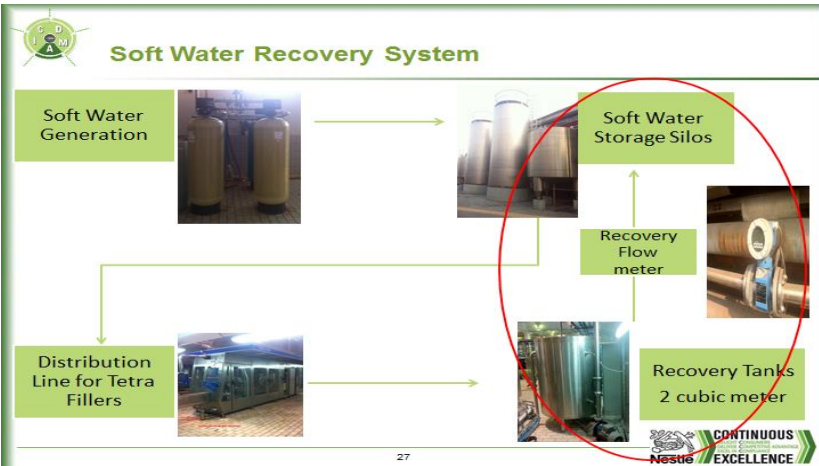 C D
I M
A
Soft Water Recovery System
Soft Water
Generation
Soft Water
Storage Silos
Recovery
Flow
meter
Distribution
Line for Tetra
Fillers
Recovery Tanks
2 cubic meter
27
Nestlé
CONTINUOUS
EXCELLENCE